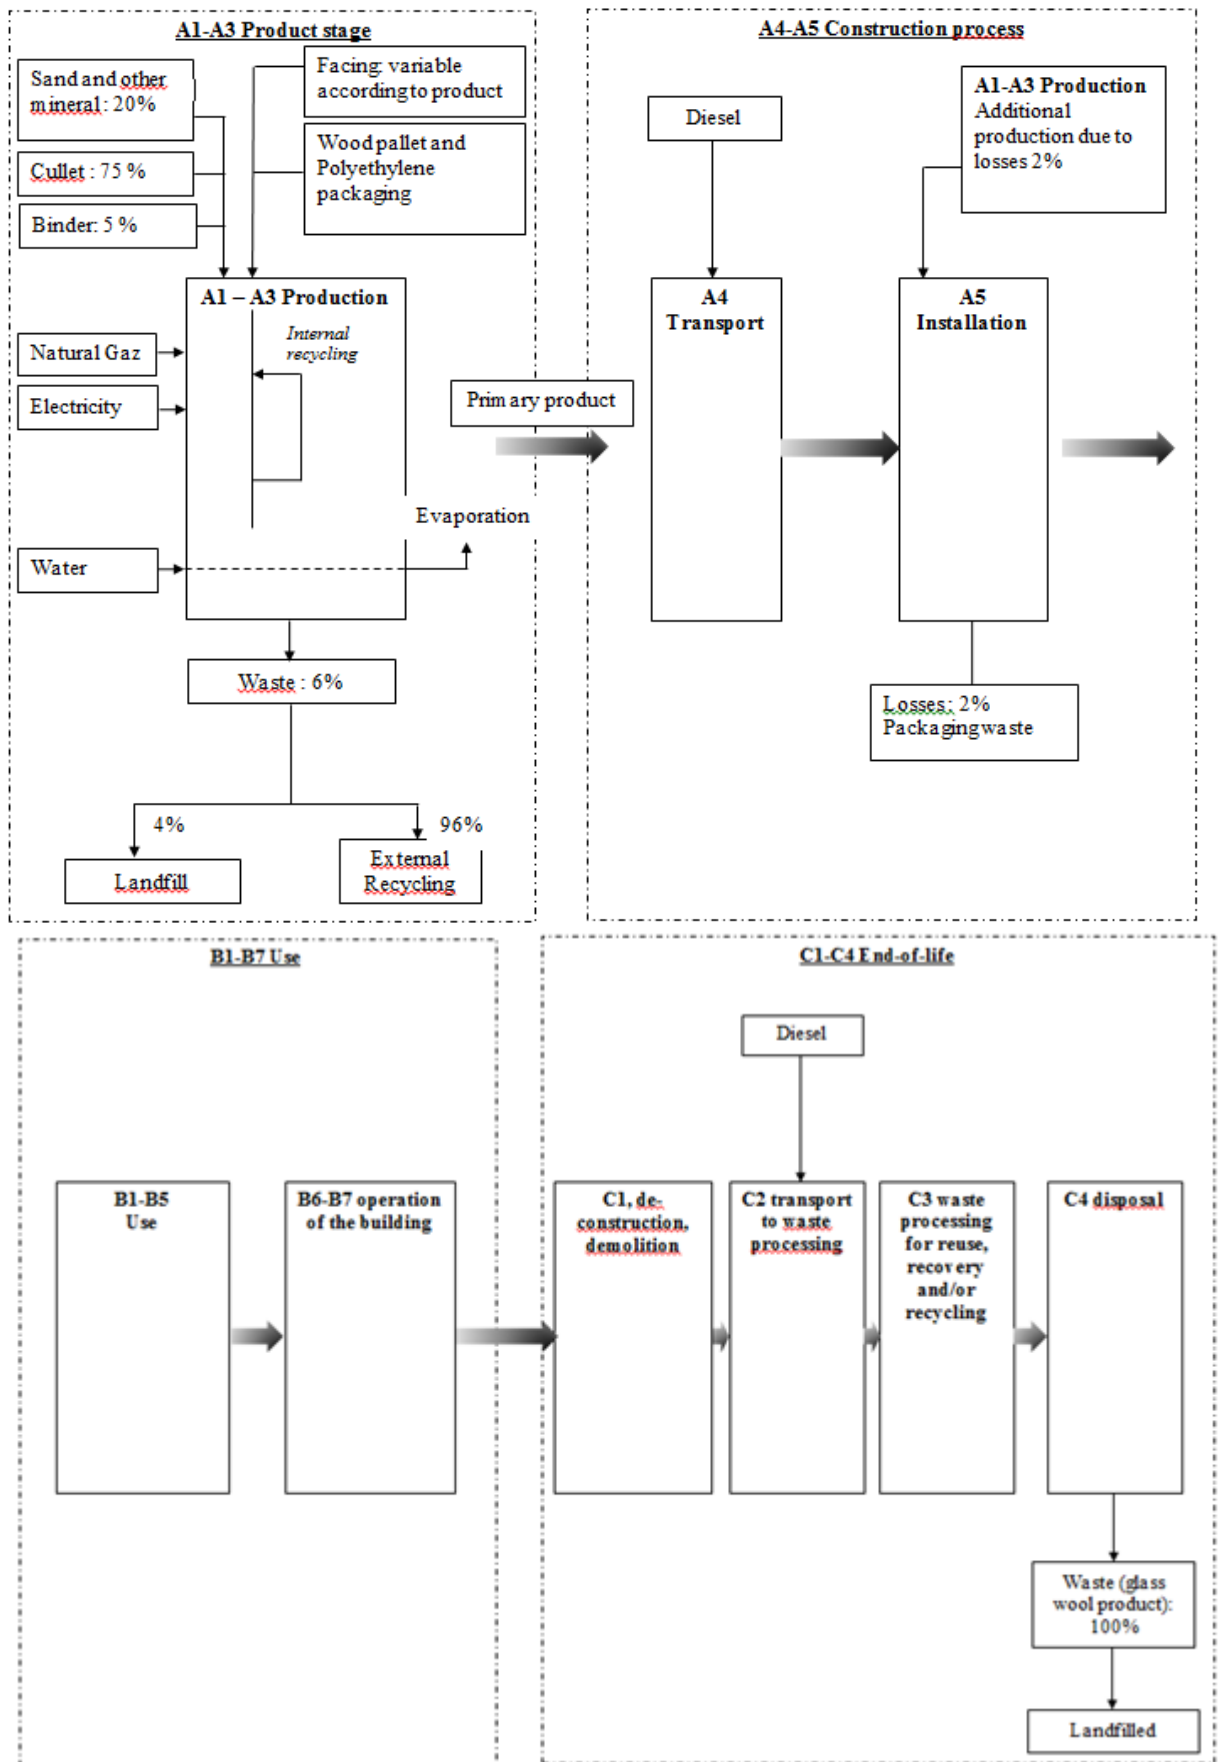 A1-A3 Product stage
Sand and other
mineral : 20%
Cullet : 75 %
Binder: 5 %
Facing: variable
according to product
Wood pallet and
Polyethylene
packaging
A1 – A3 Production
Internal
recycling
Natural Gaz
Electricity
Water
Evaporation
Primary product
Waste : 6%
4%
96%
Landfill
External
Recycling
A4-A5 Construction process
Diesel
A1-A3 Production
Additional
production due to
losses 2%
A4
Transport
A5
Installation
Losses: 2%
Packaging waste
B1-B7 Use
B1-B5
Use
B6-B7 operation
of the building
C1-C4 End-of-life
Diesel
C1, de-
construction,
demolition
C2 transport
to waste
processing
C3 waste
processing
for reuse,
recovery
and/or
recycling
C4 disposal
Waste (glass
wool product):
100%
Landfilled